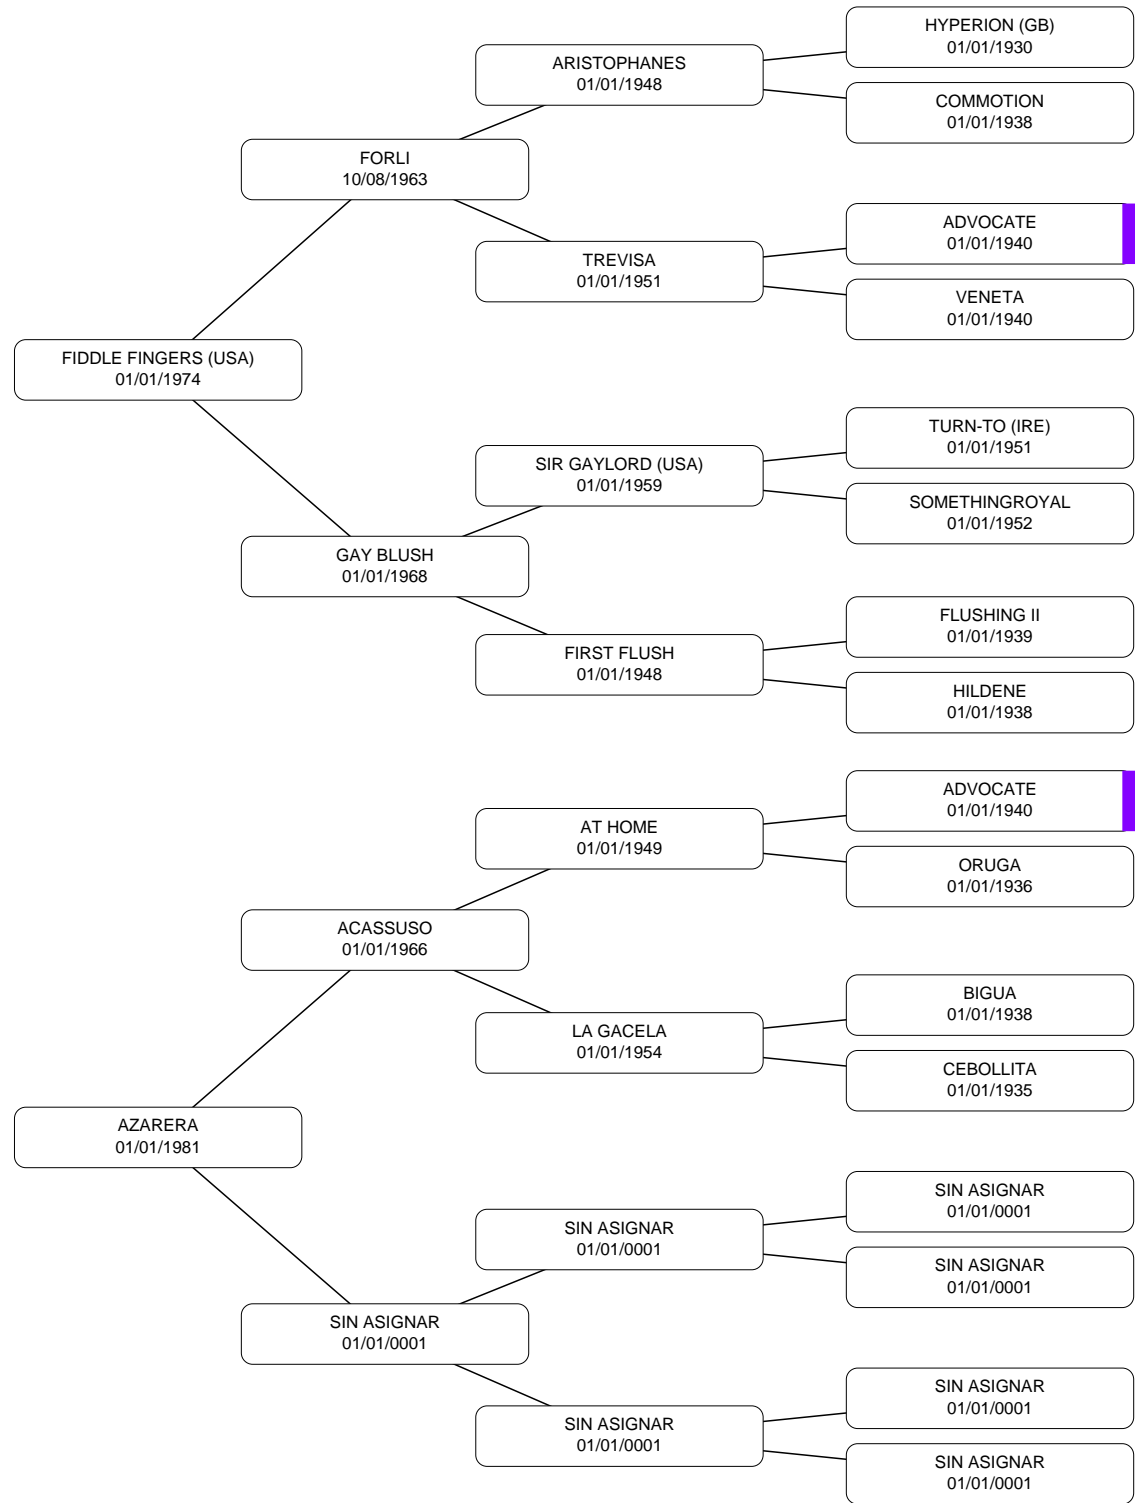 HYPERION (GB)
01/01/1930
ARISTOPHANES
01/01/1948
COMMOTION
01/01/1938
FORLI
10/08/1963
ADVOCATE
01/01/1940
TREVISA
01/01/1951
VENETA
01/01/1940
FIDDLE FINGERS (USA)
01/01/1974
TURN-TO (IRE)
01/01/1951
SIR GAYLORD (USA)
01/01/1959
SOMETHINGROYAL
01/01/1952
GAY BLUSH
01/01/1968
FLUSHING II
01/01/1939
FIRST FLUSH
01/01/1948
HILDENE
01/01/1938
ADVOCATE
01/01/1940
AT HOME
01/01/1949
ORUGA
01/01/1936
ACASSUSO
01/01/1966
BIGUA
01/01/1938
LA GACELA
01/01/1954
CEBOLLITA
01/01/1935
AZARERA
01/01/1981
SIN ASIGNAR
01/01/0001
SIN ASIGNAR
01/01/0001
SIN ASIGNAR
01/01/0001
SIN ASIGNAR
01/01/0001
SIN ASIGNAR
01/01/0001
SIN ASIGNAR
01/01/0001
SIN ASIGNAR
01/01/0001